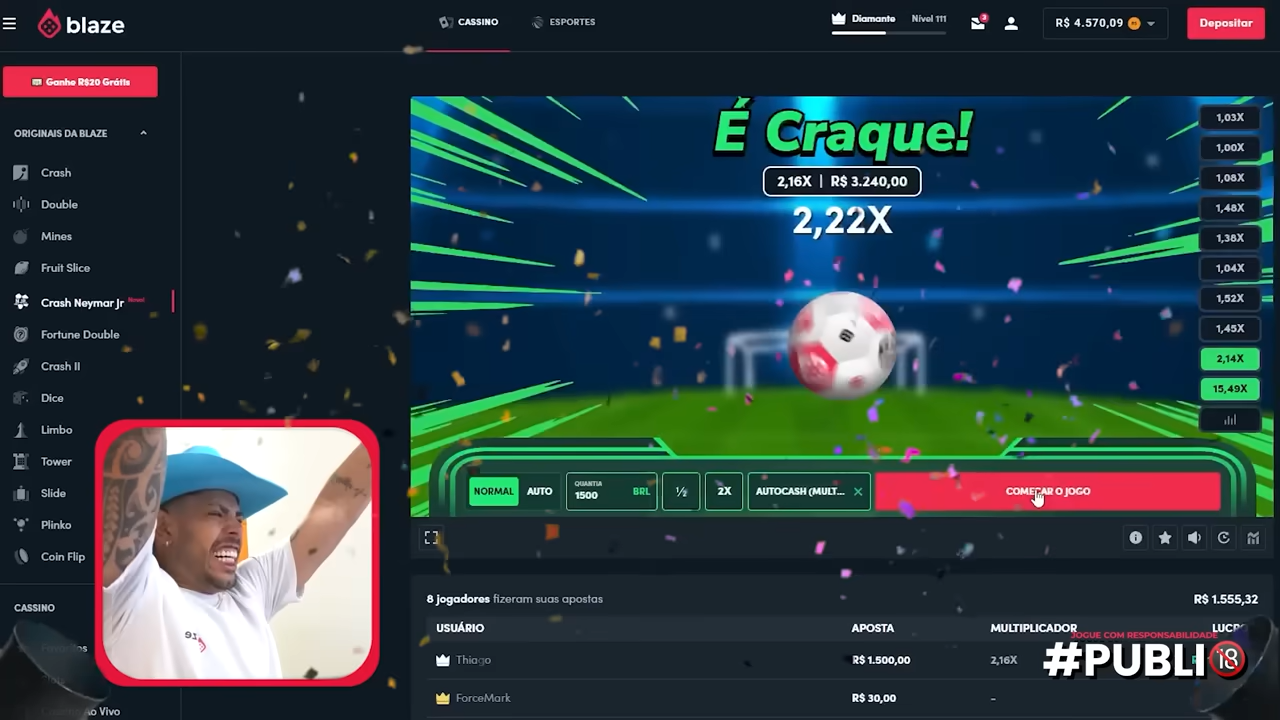 blaze
CASSINO
ESPORTES
Diamante
Nível 111
3
R$ 4.570,09
Depositar
Ganhe R$20 Grátis
ORIGINAIS DA BLAZE
Crash
Double
Mines
Fruit Slice
Crash Neymar Jr
Fortune Double
Crash II
Dice
Limbo
Tower
Slide
Plinko
Coin Flip
CASSINO
Ao Vivo
É Craque!
2,16X | R$ 3.240,00
2,22X
1,03X
1,00X
1,08X
1,48X
1,38X
1,04X
1,52X
1,45X
2,14X
15,49X
NORMAL
AUTO
QUANTIA
1500
BRL
½
2X
AUTOCASH (MULT...
COMEÇAR O JOGO
8 jogadores fizeram suas apostas
R$ 1.555,32
USUÁRIO
APOSTA
MULTIPLICADOR
Thiago
R$ 1.500,00
2,16X
ForceMark
R$ 30,00
-
JOGUE COM RESPONSABILIDADE
#PUBLI 18